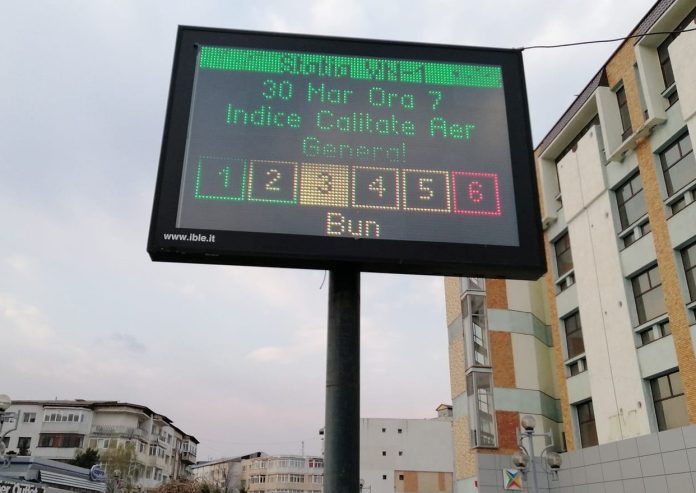 30 Mar Ora 7
Indice Calitate Aer
General
1 2 3 4 5 6
Bun
www.ible.it